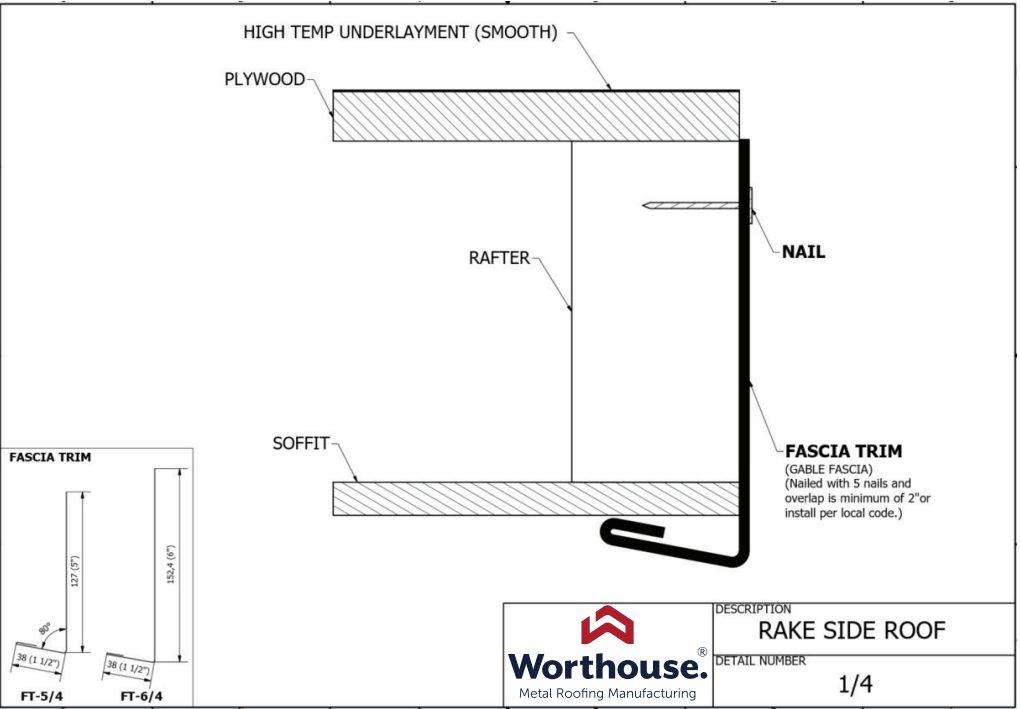 HIGH TEMP UNDERLAYMENT (SMOOTH)
PLYWOOD
NAIL
RAFTER
SOFFIT
FASCIA TRIM
(GABLE FASCIA)
(Nailed with 5 nails and
overlap is minimum of 2"or
install per local code.)
FASCIA TRIM
127 (5")
152,4 (6")
80°
38 (1 1/2")
38 (1 1/2")
FT-5/4
FT-6/4
Worthouse.®
Metal Roofing Manufacturing
DESCRIPTION
RAKE SIDE ROOF
DETAIL NUMBER
1/4